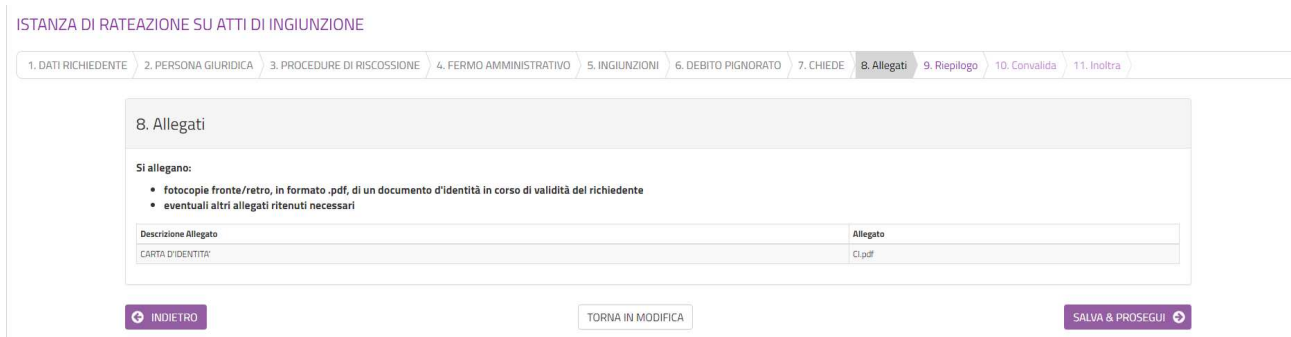 ISTANZA DI RATEAZIONE SU ATTI DI INGIUNZIONE
1. DATI RICHIEDENTE 2. PERSONA GIURIDICA 3. PROCEDURE DI RISCOSSIONE 4. FERMO AMMINISTRATIVO 5. INGIUNZIONI 6. DEBITO PIGNORATO 7. CHIEDE 8. Allegati 9. Riepilogo 10. Convalida 11. Inoltra
8. Allegati
Si allegano:
• fotocopie fronte/retro, in formato .pdf, di un documento d'identità in corso di validità del richiedente
• eventuali altri allegati ritenuti necessari
Descrizione Allegato Allegato
CARTA D'IDENTITA' CI.pdf
INDIETRO TORNA IN MODIFICA SALVA & PROSEGUI